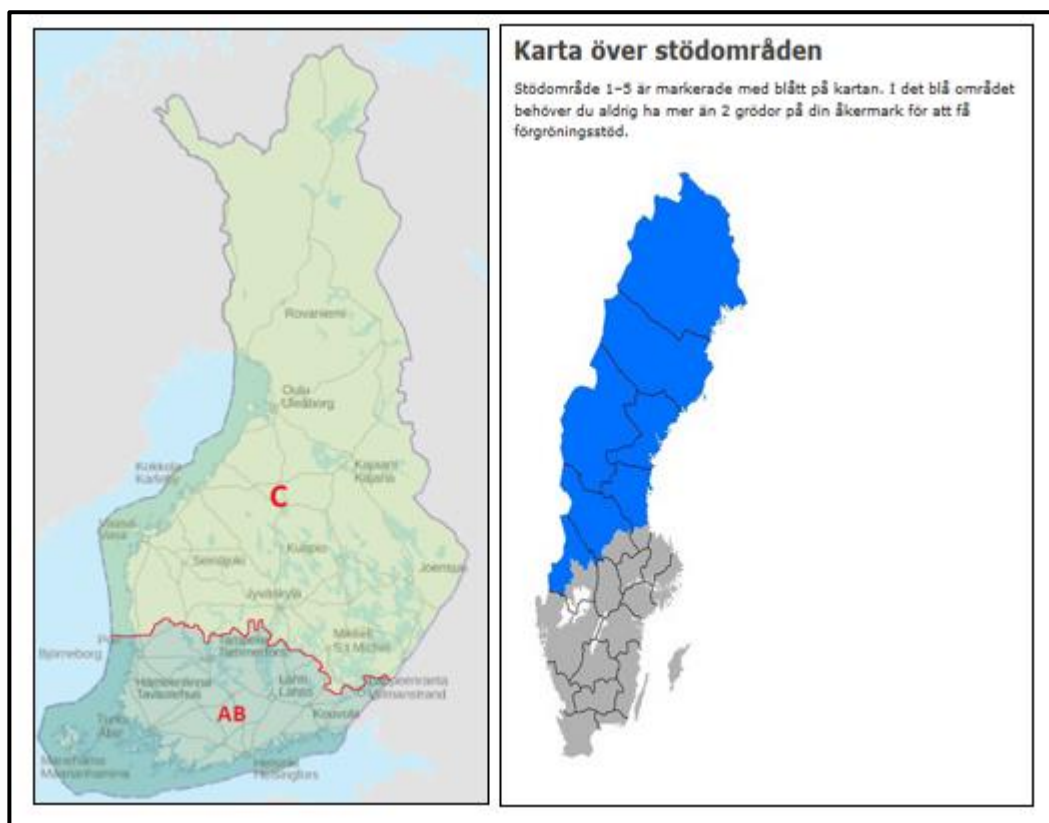 Rovaniemi
Oulu
Uleåborg
Kokkola
Karleby
Kajaani
Kajana
C
Vaasa
Vasa
Kuopio
Seinäjoki
Joensuu
Jyväskylä
Mikkeli
S:t Michel
Pori
Björneborg
Tampere
Tammerfors
Hämeenlinna
Tavastehus
Lahti
Lahtis
Lappeenranta
Villmanstrand
AB
Kouvola
Turku
Åbo
Helsinki
Helsingfors
Karta över stödområden
Stödområde 1–5 är markerade med blått på kartan. I det blå området
behöver du aldrig ha mer än 2 grödor på din åkermark för att få
förgröningsstöd.